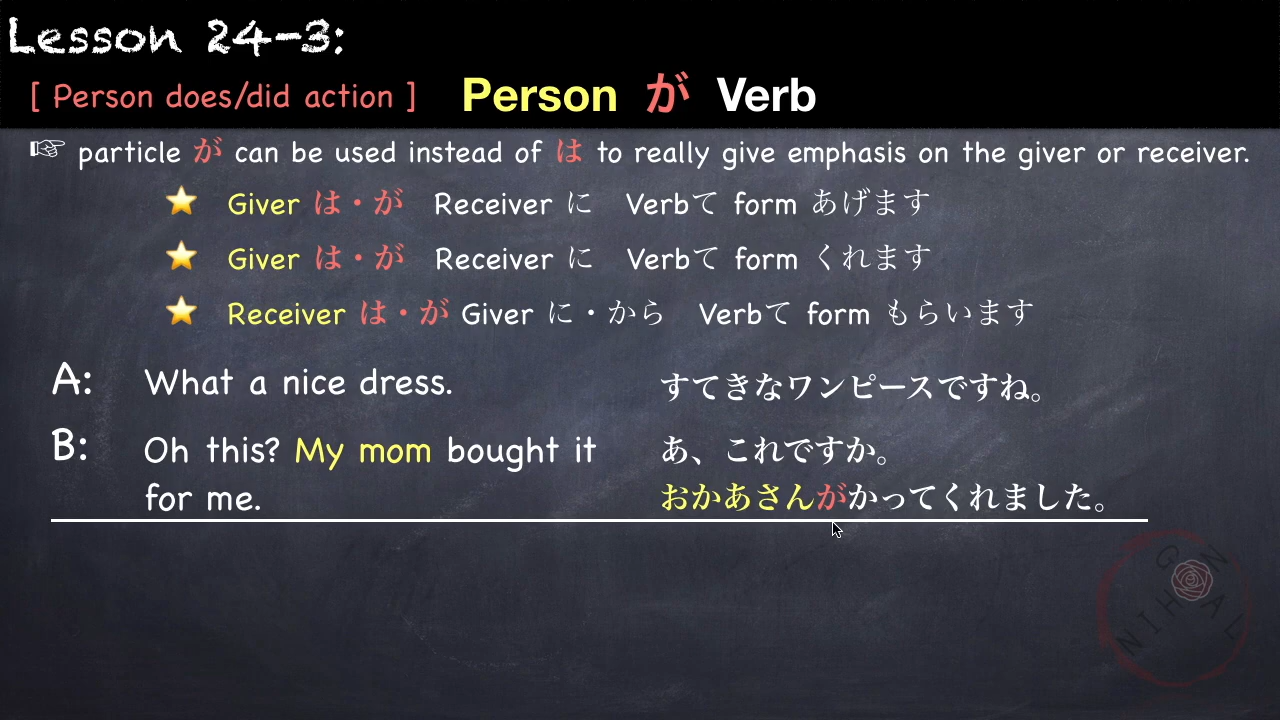 Lesson 24-3:
[ Person does/did action ] Person が Verb
☞ particle が can be used instead of は to really give emphasis on the giver or receiver.
Giver は・が Receiver に Verbて form あげます
Giver は・が Receiver に Verbて form くれます
Receiver は・が Giver に・から Verbて form もらいます
A: What a nice dress. すてきなワンピースですね。
B: Oh this? My mom bought it あ、これですか。
for me. おかあさんがかってくれました。
NIHONGONAL